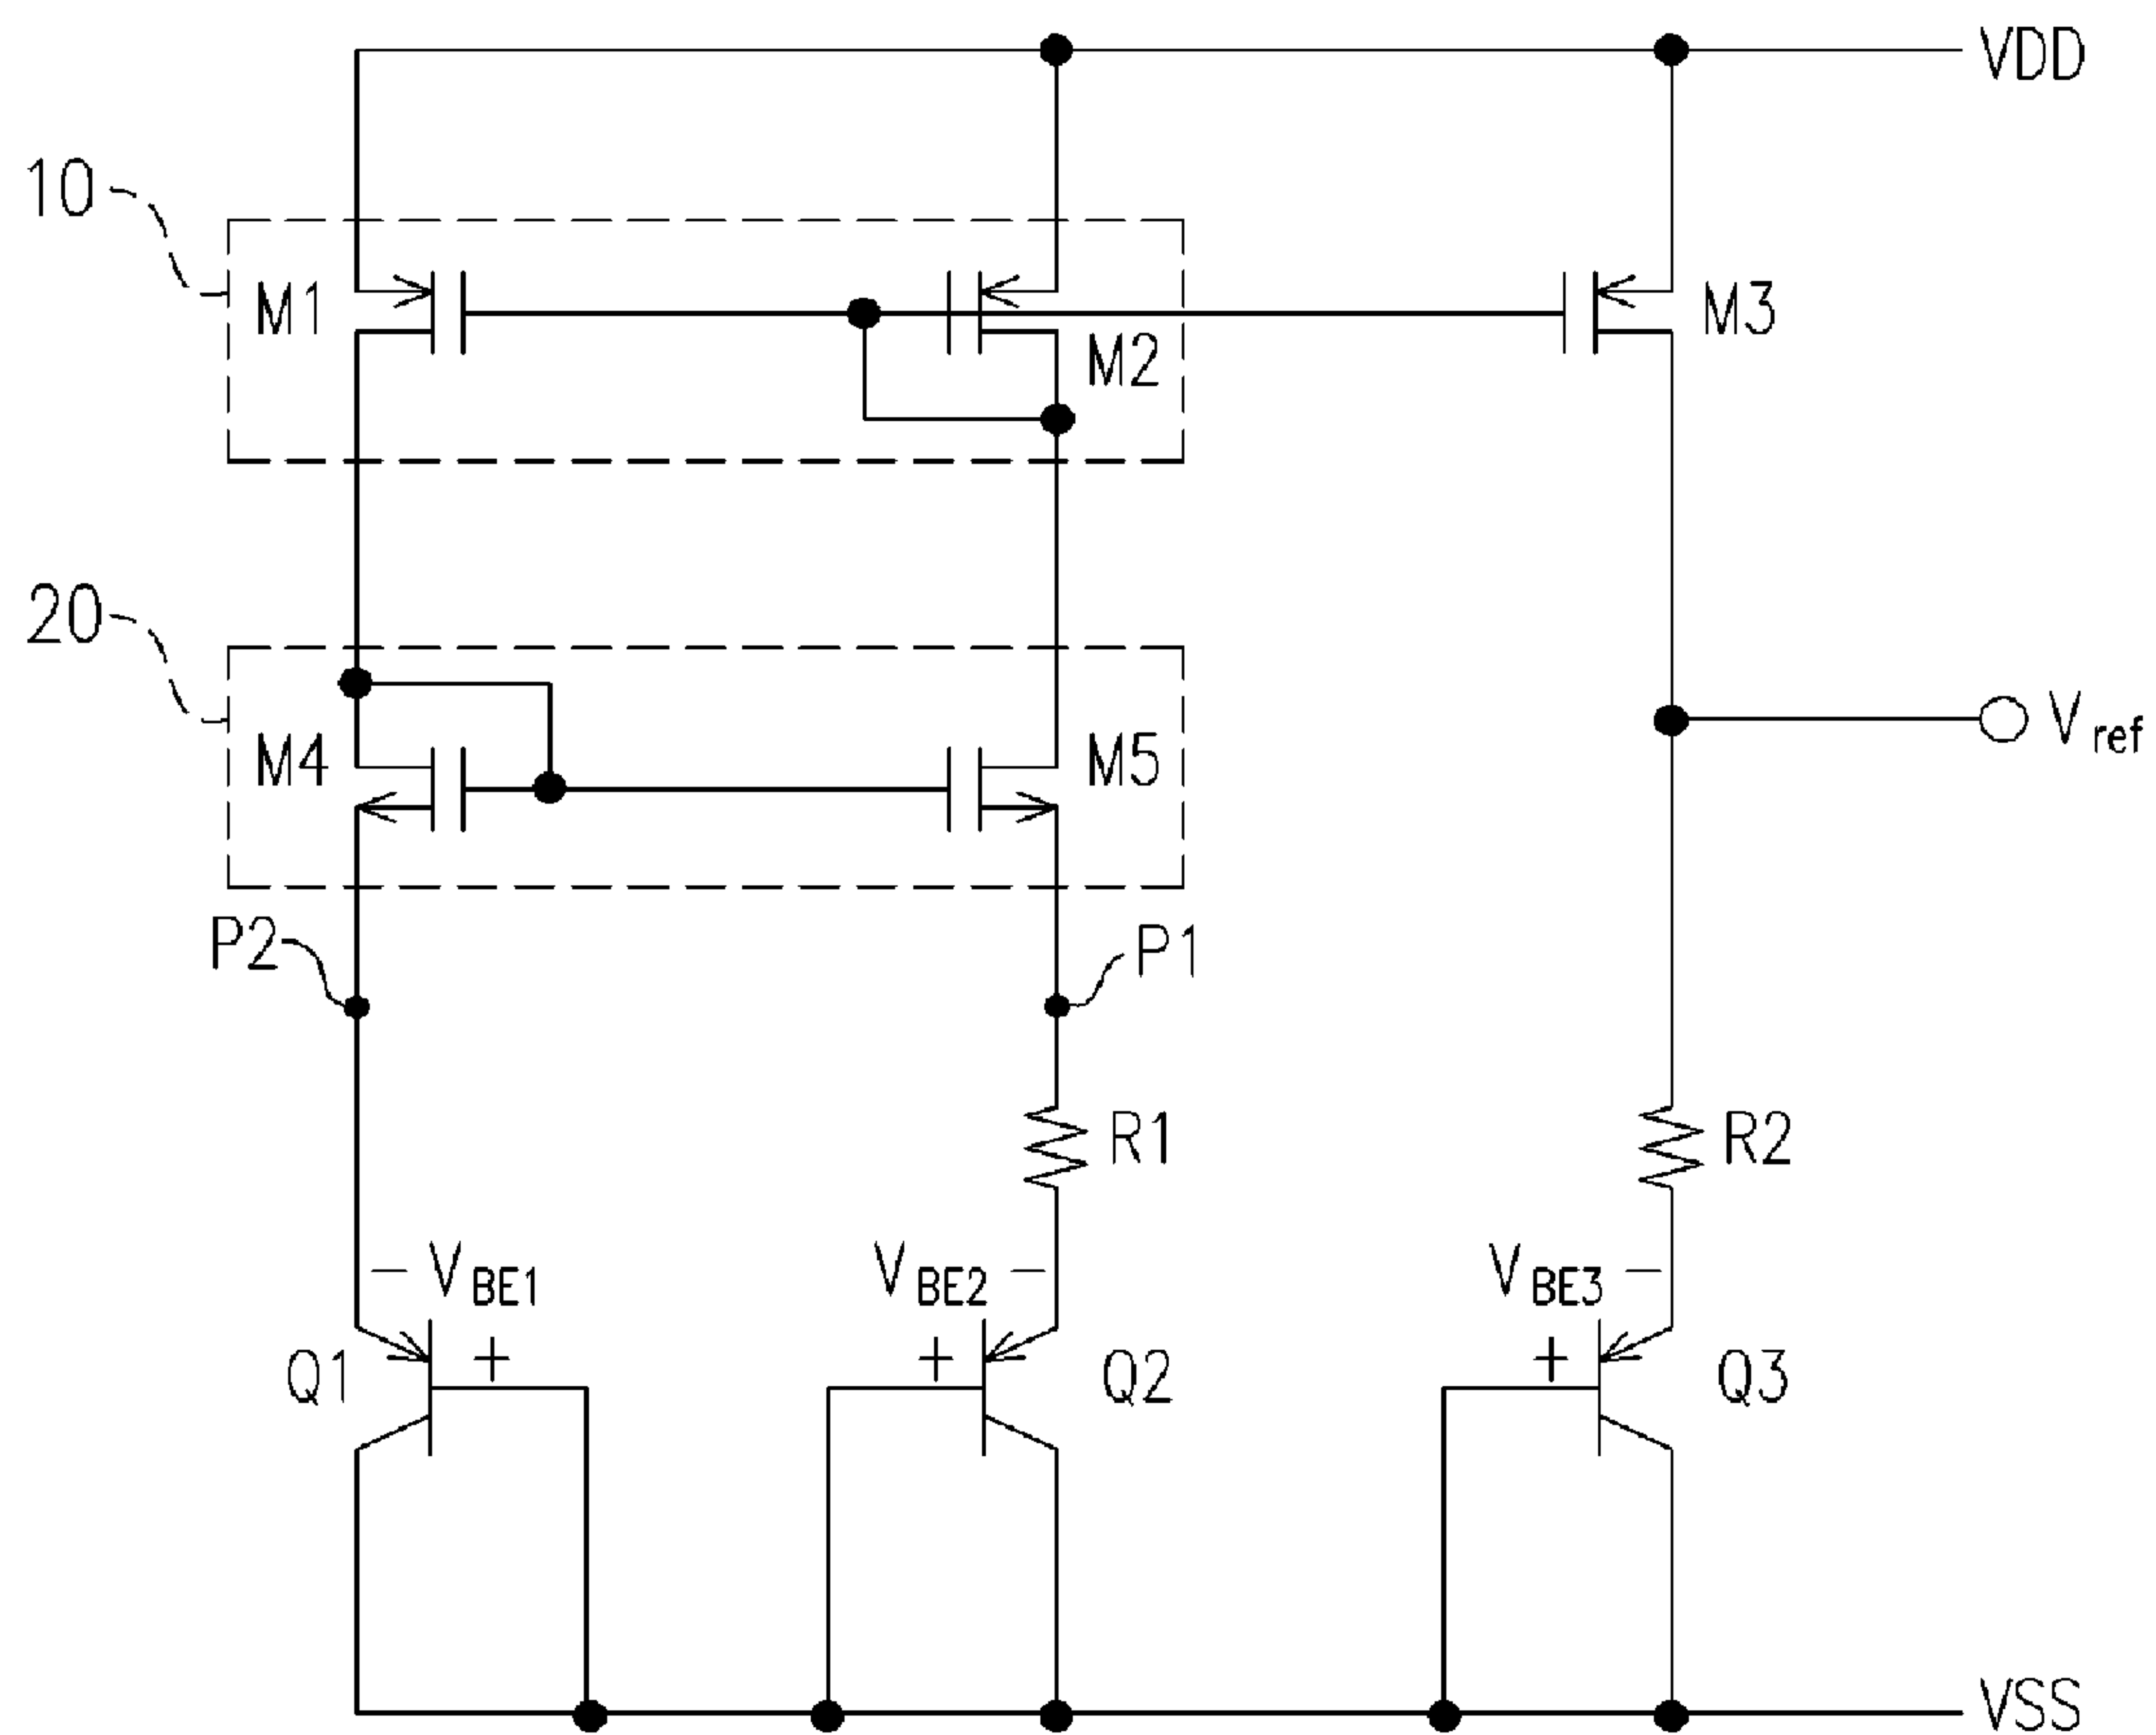 VDD
10
M1
M2
M3
20
M4
M5
Vref
P2
P1
R1
R2
− VBE1
VBE2 −
VBE3 −
+
+
+
Q1
Q2
Q3
VSS